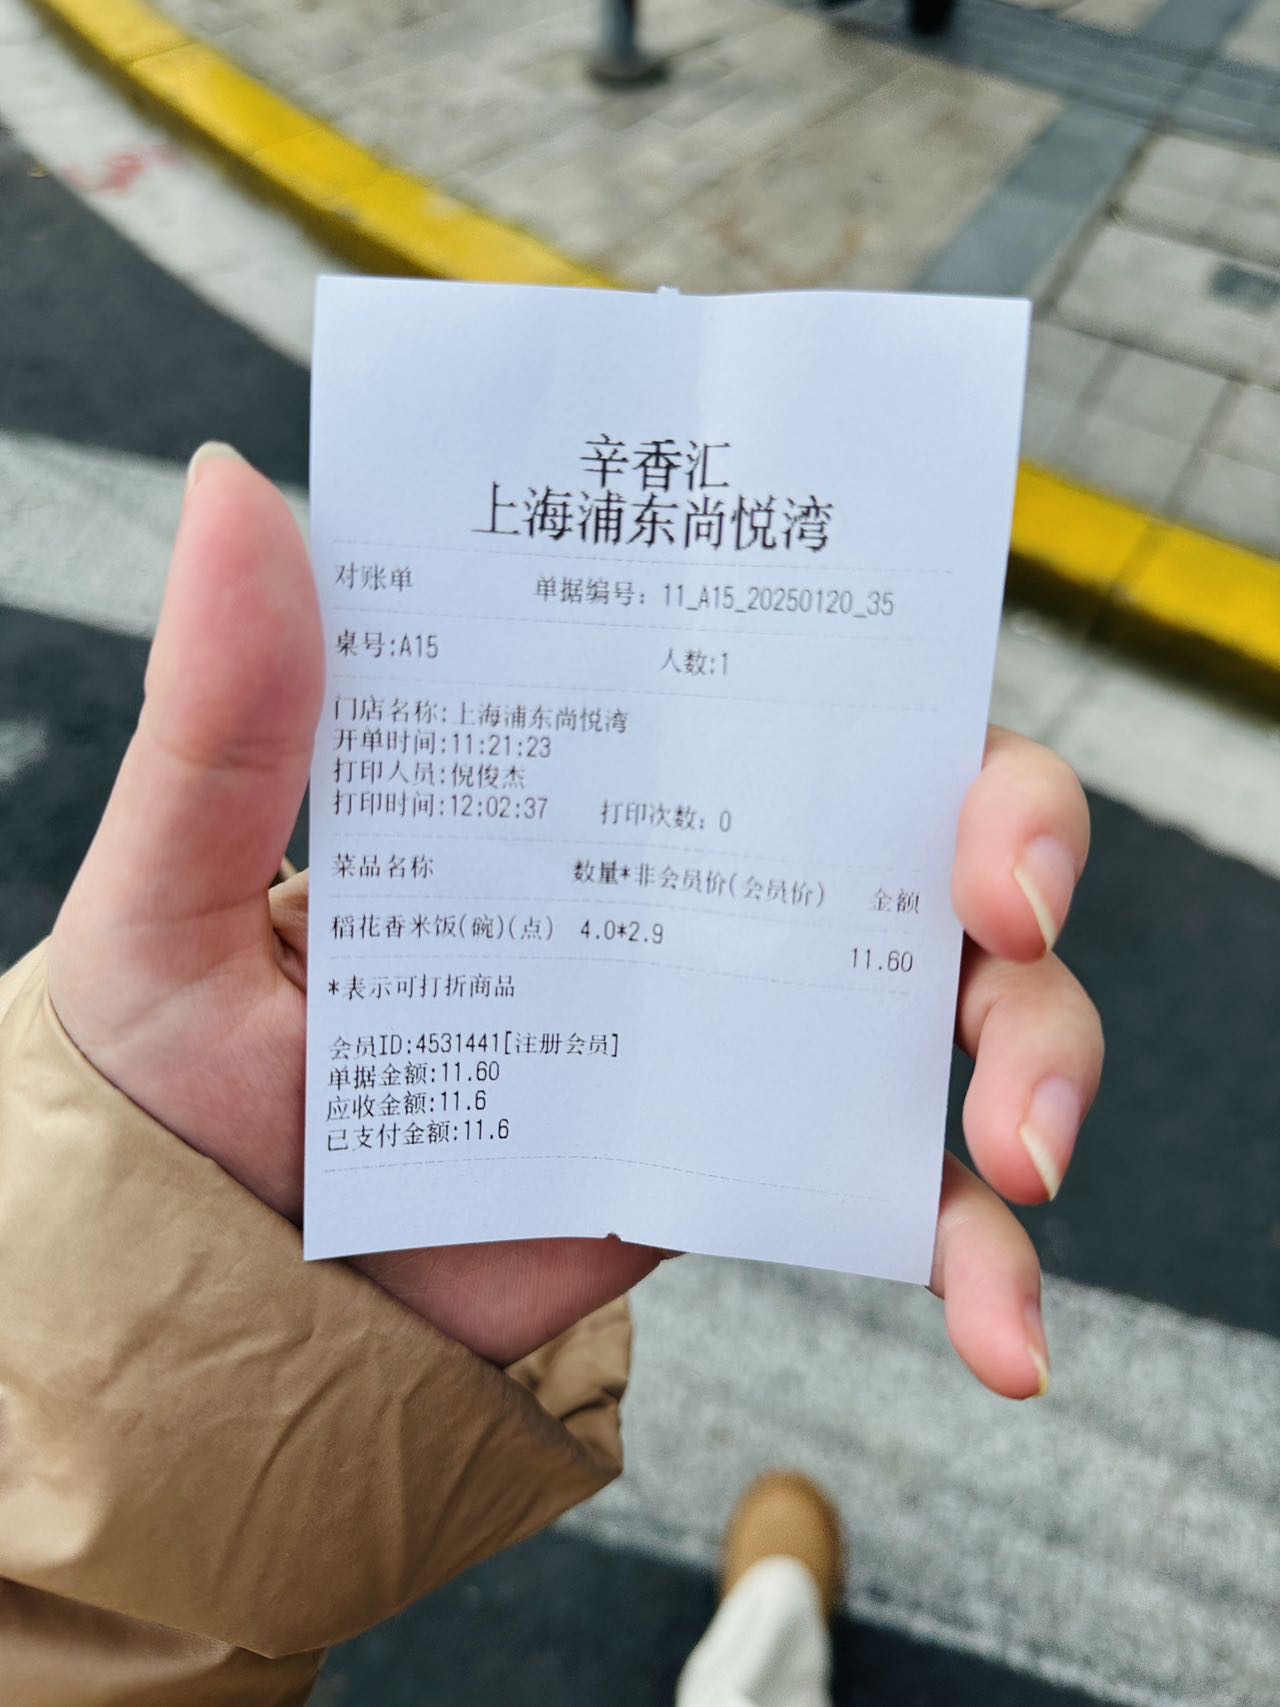 辛香汇
上海浦东尚悦湾
对账单 单据编号：11_A15_20250120_35
桌号:A15 人数:1
门店名称:上海浦东尚悦湾
开单时间:11:21:23
打印人员:倪俊杰
打印时间:12:02:37 打印次数：0
菜品名称 数量*非会员价(会员价) 金额
稻花香米饭(碗)(点) 4.0*2.9 11.60
*表示可打折商品
会员ID:4531441[注册会员]
单据金额:11.60
应收金额:11.6
已支付金额:11.6